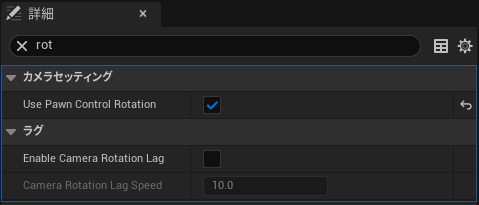 詳細
rot
カメラセッティング
Use Pawn Control Rotation
ラグ
Enable Camera Rotation Lag
Camera Rotation Lag Speed 10.0